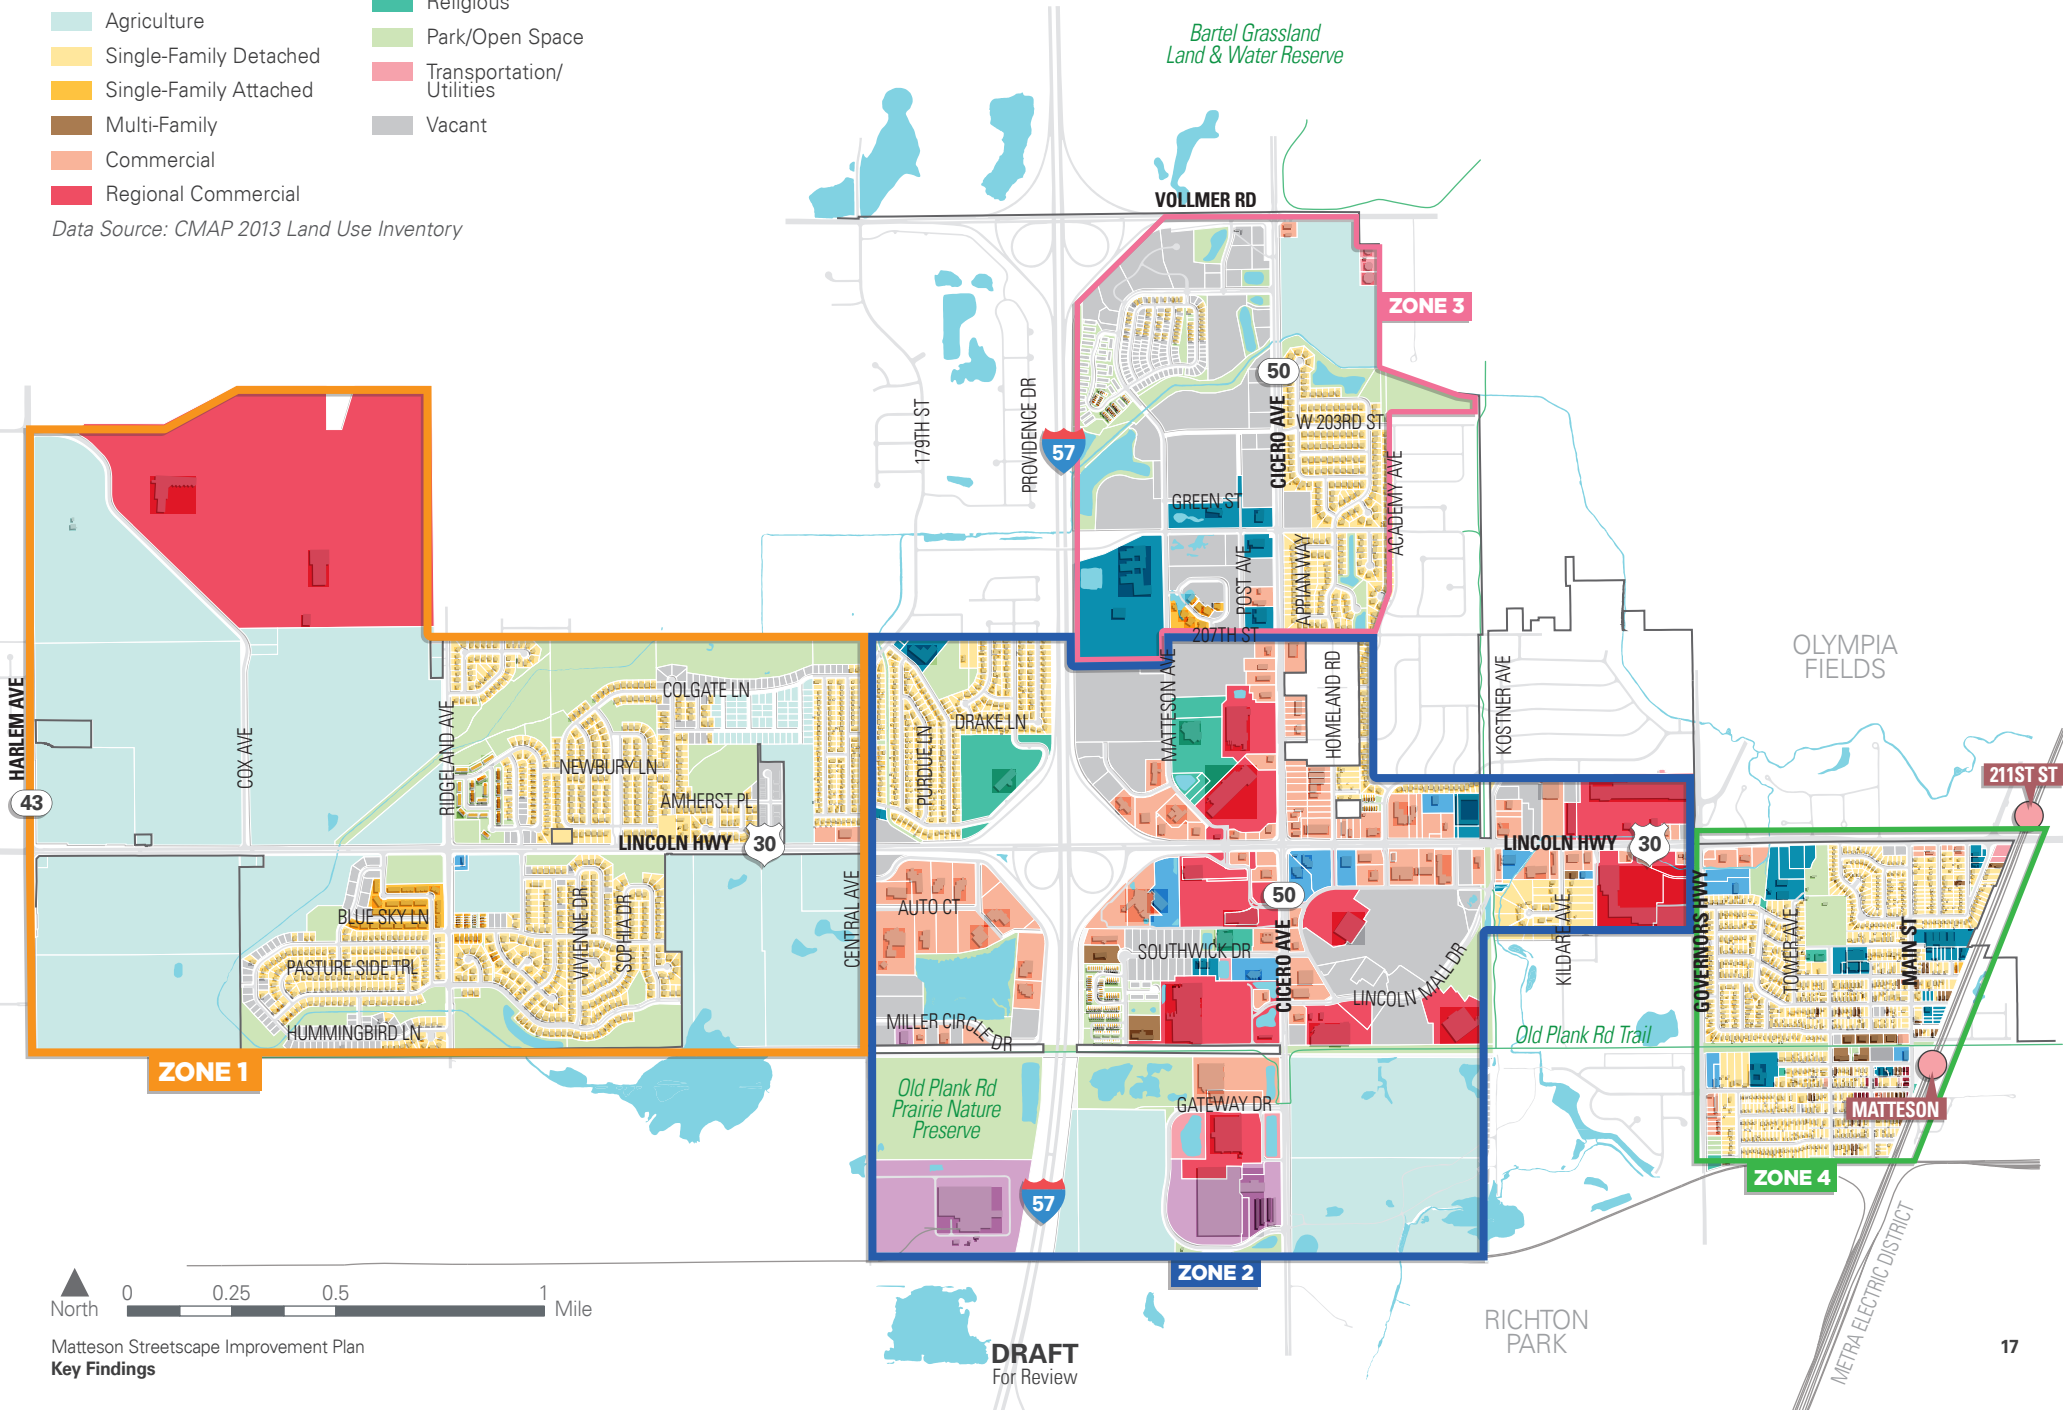 Religious
Agriculture
Park/Open Space
Single-Family Detached
Transportation/
Utilities
Single-Family Attached
Vacant
Multi-Family
Commercial
Regional Commercial
Data Source: CMAP 2013 Land Use Inventory
Bartel Grassland
Land & Water Reserve
VOLLMER RD
ZONE 3
50
CICERO AVE
W 203RD ST
179TH ST
PROVIDENCE DR
57
ACADEMY AVE
GREEN ST
POST AVE
APPIAN WAY
207TH ST
OLYMPIA
FIELDS
HARLEM AVE
43
COX AVE
RIDGELAND AVE
COLGATE LN
NEWBURY LN
AMHERST PL
LINCOLN HWY
30
PURDUE LN
DRAKE LN
MATTESON AVE
HOMELAND RD
KOSTNER AVE
LINCOLN HWY
30
211ST ST
BLUE SKY LN
PASTURE SIDE TRL
HUMMINGBIRD LN
VIVIENNE DR
SOPHIA DR
CENTRAL AVE
AUTO CT
50
CICERO AVE
SOUTHWICK DR
LINCOLN MALL DR
KILDARE AVE
GOVERNORS HWY
TOWER AVE
MAIN ST
MILLER CIRCLE DR
Old Plank Rd Trail
ZONE 1
Old Plank Rd
Prairie Nature
Preserve
GATEWAY DR
MATTESON
57
ZONE 4
ZONE 2
METRA ELECTRIC DISTRICT
RICHTON
PARK
North
0 0.25 0.5 1
Mile
Matteson Streetscape Improvement Plan
Key Findings
DRAFT
For Review
17